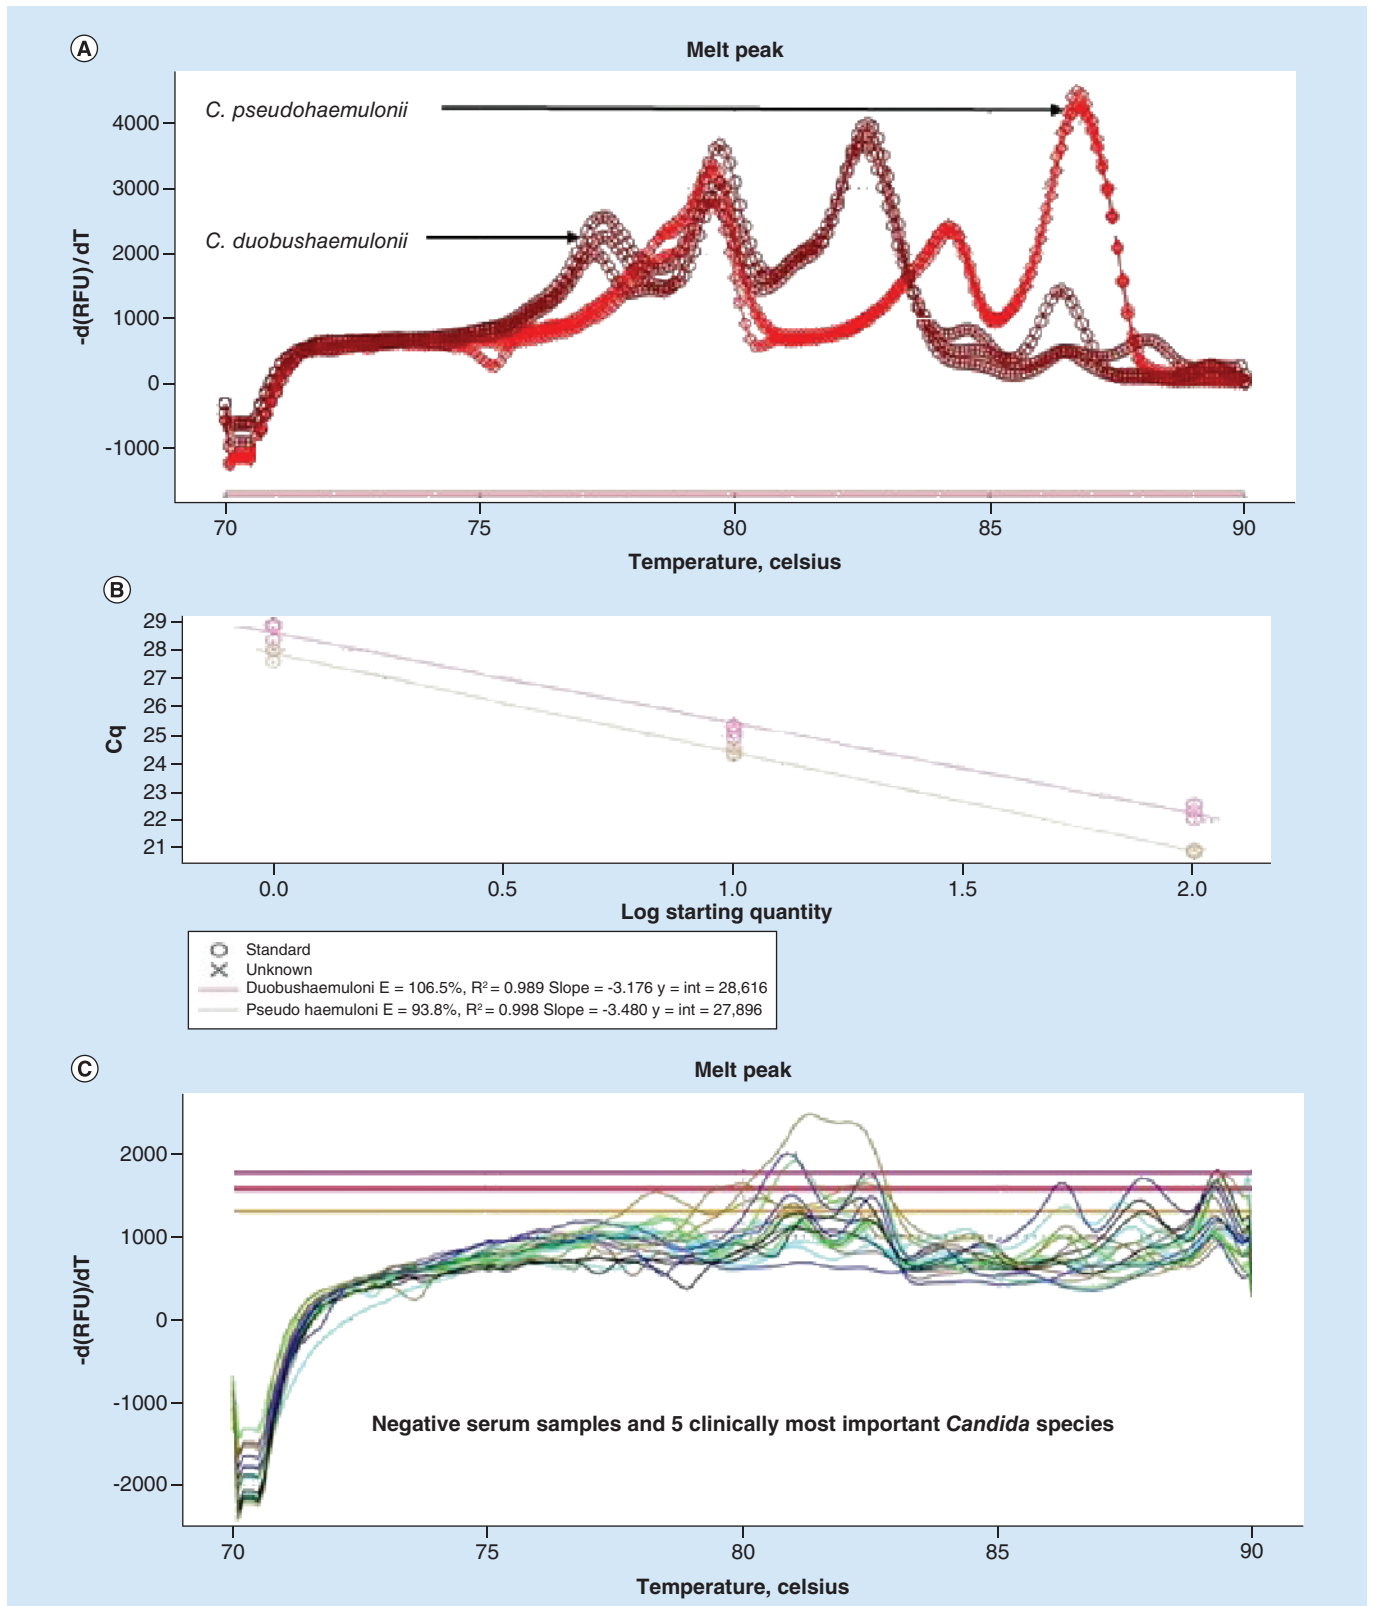 A
Melt peak
C. pseudohaemulonii
C. duobushaemulonii
-d(RFU)/dT
4000
3000
2000
1000
0
-1000
70 75 80 85 90
Temperature, celsius
B
Cq
29
28
27
26
25
24
23
22
21
0.0 0.5 1.0 1.5 2.0
Log starting quantity
Standard
Unknown
Duobushaemuloni E = 106.5%, R² = 0.989 Slope = -3.176 y = int = 28,616
Pseudo haemuloni E = 93.8%, R² = 0.998 Slope = -3.480 y = int = 27,896
C
Melt peak
-d(RFU)/dT
2000
1000
0
-1000
-2000
Negative serum samples and 5 clinically most important Candida species
70 75 80 85 90
Temperature, celsius